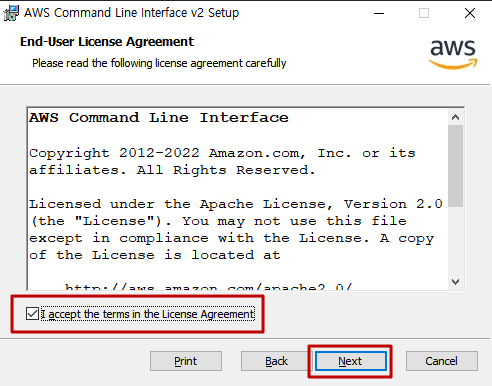 AWS Command Line Interface v2 Setup
End-User License Agreement
Please read the following license agreement carefully
aws
AWS Command Line Interface
Copyright 2012-2022 Amazon.com, Inc. or its
affiliates. All Rights Reserved.
Licensed under the Apache License, Version 2.0
(the "License"). You may not use this file
except in compliance with the License. A copy
of the License is located at
http://aws.amazon.com/apache2.0/
I accept the terms in the License Agreement
Print Back Next Cancel